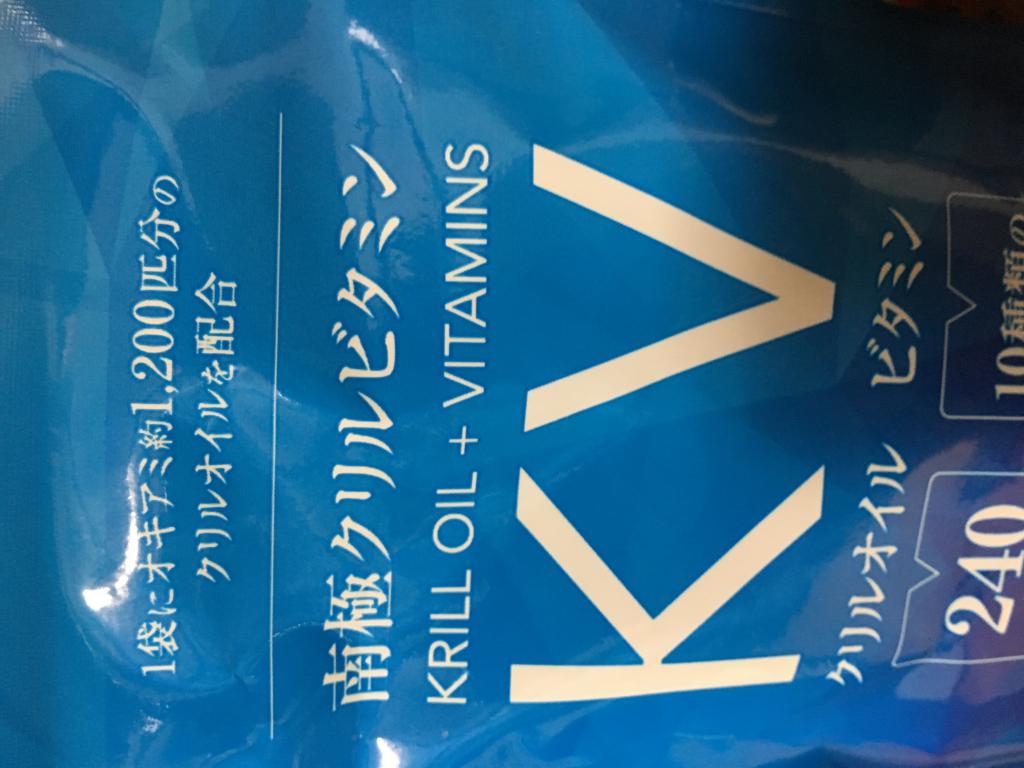 1袋にオキアミ約1,200匹分の
クリルオイルを配合
南極クリルビタミン
KRILL OIL + VITAMINS
KV
クリルオイル ビタミン
240 10種類の